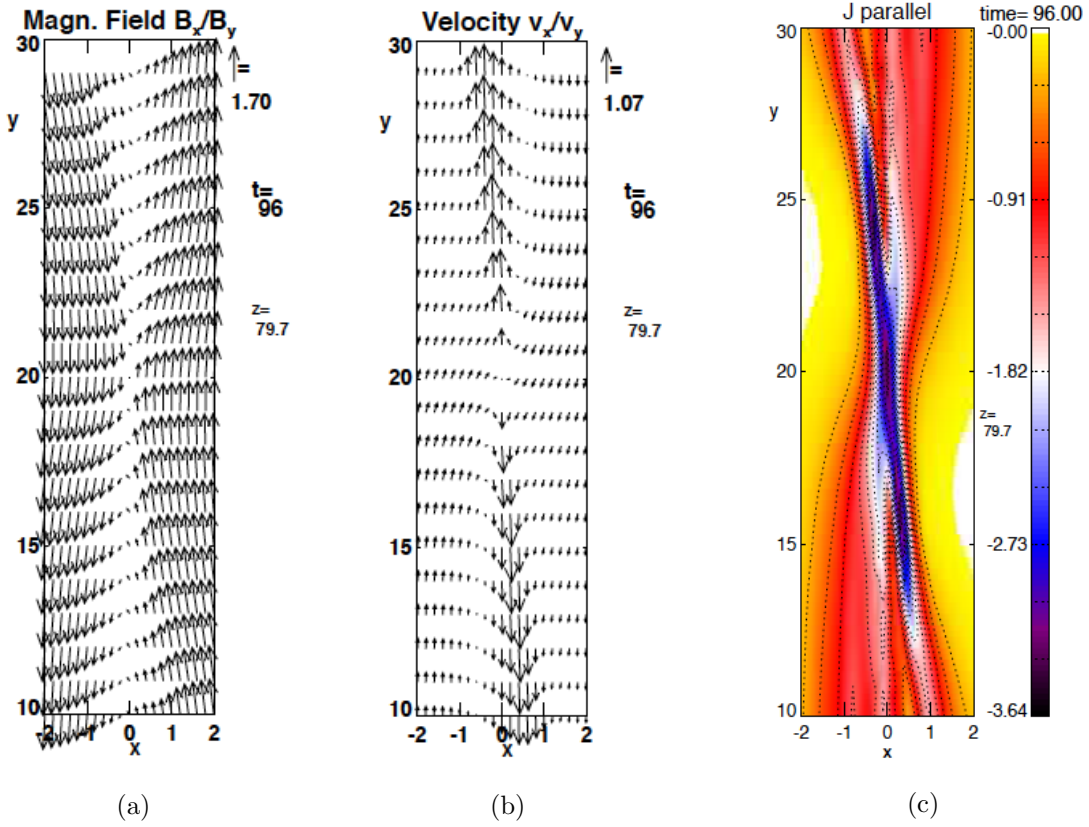 Magn. Field Bx/By
30
25
20
15
10
y
-2 -1 0 1 2
x
=
1.70
t=
96
z=
79.7
(a)
Velocity vx/vy
30
25
20
15
10
y
-2 -1 0 1 2
x
=
1.07
t=
96
z=
79.7
(b)
J parallel
time= 96.00
30
25
20
15
10
y
-2 -1 0 1 2
x
-0.00
-0.91
-1.82
-2.73
-3.64
z=
79.7
(c)